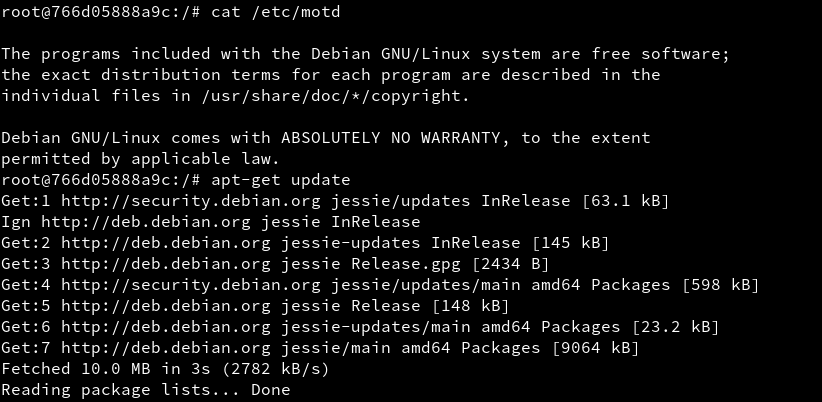 root@766d05888a9c:/# cat /etc/motd
The programs included with the Debian GNU/Linux system are free software;
the exact distribution terms for each program are described in the
individual files in /usr/share/doc/*/copyright.
Debian GNU/Linux comes with ABSOLUTELY NO WARRANTY, to the extent
permitted by applicable law.
root@766d05888a9c:/# apt-get update
Get:1 http://security.debian.org jessie/updates InRelease [63.1 kB]
Ign http://deb.debian.org jessie InRelease
Get:2 http://deb.debian.org jessie-updates InRelease [145 kB]
Get:3 http://deb.debian.org jessie Release.gpg [2434 B]
Get:4 http://security.debian.org jessie/updates/main amd64 Packages [598 kB]
Get:5 http://deb.debian.org jessie Release [148 kB]
Get:6 http://deb.debian.org jessie-updates/main amd64 Packages [23.2 kB]
Get:7 http://deb.debian.org jessie/main amd64 Packages [9064 kB]
Fetched 10.0 MB in 3s (2782 kB/s)
Reading package lists... Done